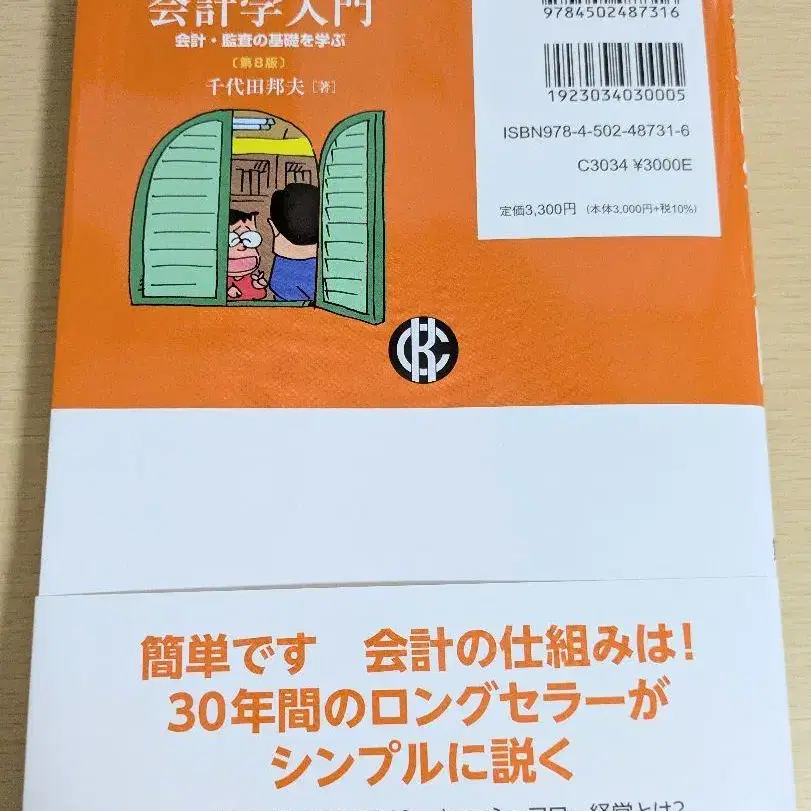 会計学入門
会計・監査の基礎を学ぶ
〔第8版〕
千代田邦夫［著］
9784502487316
1923034030005
ISBN978-4-502-48731-6
C3034 ¥3000E
定価3,300円 （本体3,000円+税10%）
簡単です　会計の仕組みは！
30年間のロングセラーが
シンプルに説く
経営とは？